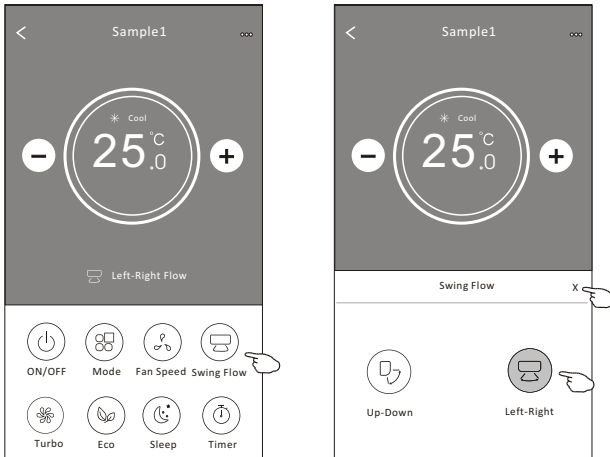 Sample1
Cool
25.0 °C
Left-Right Flow
ON/OFF Mode Fan Speed Swing Flow
Turbo Eco Sleep Timer
Sample1
Cool
25.0 °C
Swing Flow X
Up-Down Left-Right